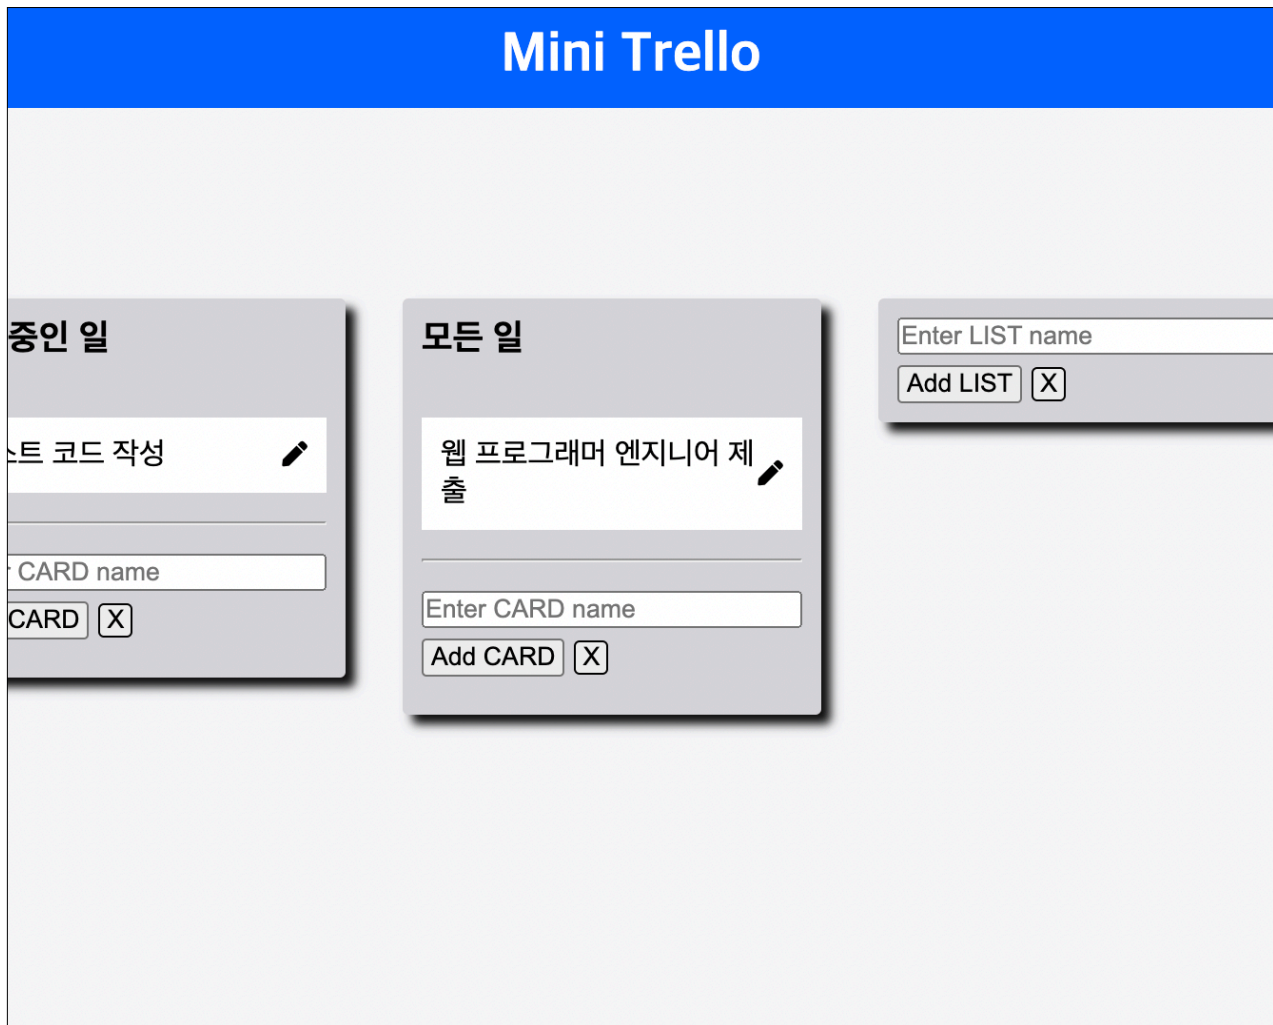 Mini Trello
중인 일
스트 코드 작성
CARD name
CARD X
모든 일
웹 프로그래머 엔지니어 제
출
Enter CARD name
Add CARD X
Enter LIST name
Add LIST X